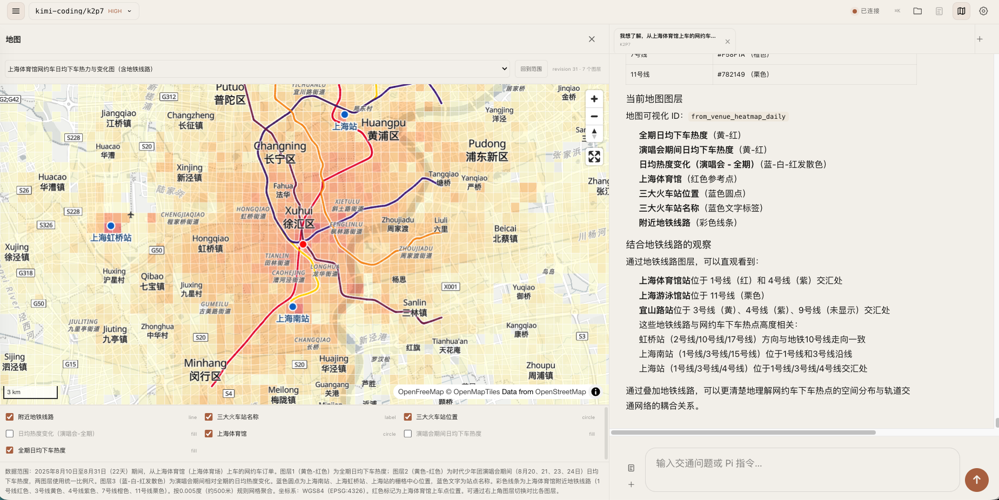 kimi-coding/k2p7 HIGH
已连接
⌘K
地图
上海体育馆网约车日均下车热力与变化图（含地铁线路）
回到范围
revision 31 · 7 个图层
Putuo
普陀区
YICHUANLU
宜川路街道
居家桥
Jinqiao
金桥
G2;G42
G312
新槎浦
Jiangqiao
江桥镇
Changzheng
长征镇
局东村
上海站
Huangpu
黄浦区
Yangjing
洋泾
S228
S20
Huacao
华漕
Changning
长宁区
Pudong
浦东新区
张家浜
Xinjing
新泾镇
Huacao
华漕镇
S26
陆家
Fahua
法华
Tangqiao
塘桥
Yanqiao
严桥
S228
S326
CHENGJIAQIAO
程家桥街道
HONGQIAO
虹桥街道
XIETULU
斜土路街道
Xuhui
徐汇区
FENGLINLU
枫林路街道
Zhoujiadu
周家渡
Liuli
六里
Beicai
北蔡镇
川杨河
上海虹桥站
Hongqiao
虹桥镇
Xujing
徐泾镇
G50
TIANLIN
田林街道
ZHOUJIADU
周家渡街道
G318
Huxing
沪星村
Qibao
七宝镇
CAOHEJING
漕河泾街道
LONGHUA
龙华街道
杨思
X001
鸟岛
Jiuxing
九星村
Yuqiao
御桥
G50
GUMEILU
古美路街道
上海南站
Sanlin
三林镇
JIULITING
九里亭街道
Jiuting
九亭镇
Zhonghua
中华村
S20
CHANGQIAO
长桥
新泾港
红旗
Tianhua'an
天花庵
Kangqiao
康桥
S3
Sijing
泗泾镇
G15
Minhang
闵行区
S20
Huajing
华泾镇
罗汉松
Zhoupu
周浦镇
3 km
S4
Meilong
梅陇镇
Guangang
关港
芦胜
OpenFreeMap © OpenMapTiles Data from OpenStreetMap
附近地铁线路 line
三大火车站名称 label
三大火车站位置 circle
日均热度变化（演唱会-全期） fill
上海体育馆 circle
演唱会期间日均下车热度 fill
全期日均下车热度 fill
数据范围：2025年8月10日至8月31日（22天）期间，从上海体育馆（上海体育场）上车的网约车订单。图层1（黄色-红色）为全期日均下车热度；图层2（黄色-红色）为时代少年团演唱会期间（8月20、21、23、24日）日均
下车热度，两图层使用统一比例尺。图层3（蓝-白-红发散色）为演唱会期间相对全期的日均热度变化。蓝色圆点为上海南站、上海虹桥站、上海站的栅格中心位置，蓝色文字为站点名称。彩色线条为上海体育馆附近地铁线路（1
号线红色、3号线黄色、4号线紫色、7号线橙色、11号线栗色）。按0.005度（约500米）规则网格聚合。坐标系：WGS84（EPSG:4326）。红色标记为上海体育馆上车点位置。可通过右上角图层切换对比各图层。
我想了解，从上海体育馆上车的网约车...
K2P7
7号线 #F58F1A （橙色）
11号线 #782149 （栗色）
当前地图图层
地图可视化 ID： from_venue_heatmap_daily
全期日均下车热度（黄-红）
演唱会期间日均下车热度（黄-红）
日均热度变化（演唱会 - 全期）（蓝-白-红发散色）
上海体育馆（红色参考点）
三大火车站位置（蓝色圆点）
三大火车站名称（蓝色文字标签）
附近地铁线路（彩色线条）
结合地铁线路的观察
通过地铁线路图层，可以直观看到：
上海体育馆站位于 1号线（红）和 4号线（紫）交汇处
上海游泳馆站位于 11号线（栗色）
宜山路站位于 3号线（黄）、4号线（紫）、9号线（未显示）交汇处
这些地铁线路与网约车下车热点高度相关：
虹桥站（2号线/10号线/17号线）方向与地铁10号线走向一致
上海南站（1号线/3号线/15号线）位于1号线和3号线沿线
上海站（1号线/3号线/4号线）位于1号线/3号线/4号线交汇处
通过叠加地铁线路，可以更清楚地理解网约车下车热点的空间分布与轨道交
通网络的耦合关系。
输入交通问题或 Pi 指令...